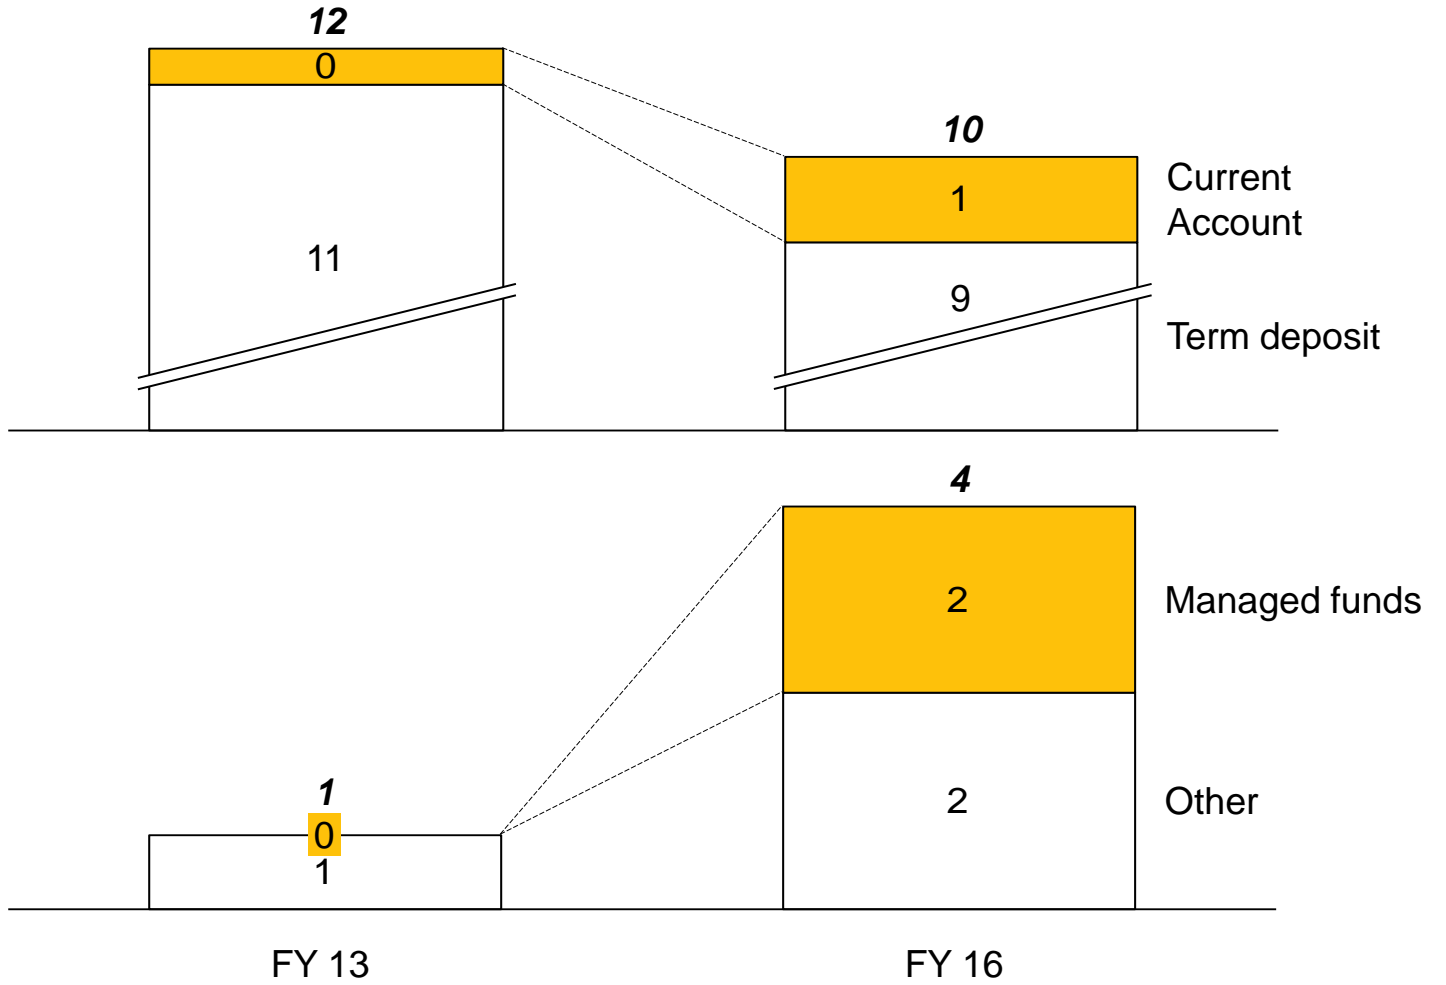 12
0
11
10
1
9
Current
Account
Term deposit
4
2
2
Managed funds
Other
1
0
1
FY 13
FY 16